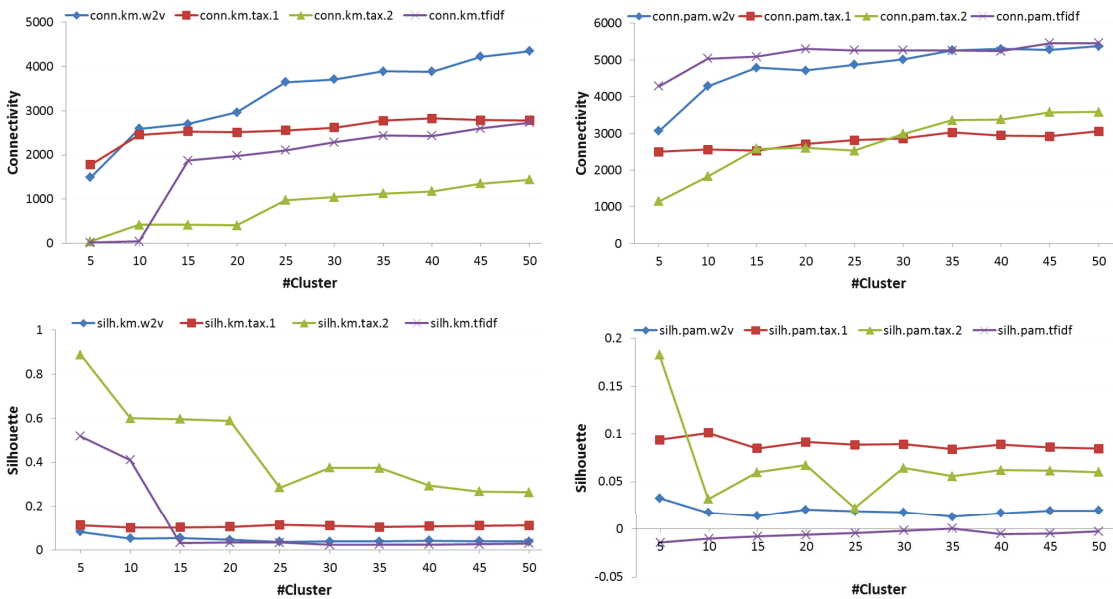 conn.km.w2v conn.km.tax.1 conn.km.tax.2 conn.km.tfidf
5000
4000
3000
2000
1000
0
Connectivity
5 10 15 20 25 30 35 40 45 50
#Cluster
conn.pam.w2v conn.pam.tax.1 conn.pam.tax.2 conn.pam.tfidf
6000
5000
4000
3000
2000
1000
0
Connectivity
5 10 15 20 25 30 35 40 45 50
#Cluster
silh.km.w2v silh.km.tax.1 silh.km.tax.2 silh.km.tfidf
1
0.8
0.6
0.4
0.2
0
Silhouette
5 10 15 20 25 30 35 40 45 50
#Cluster
silh.pam.w2v silh.pam.tax.1 silh.pam.tax.2 silh.pam.tfidf
0.2
0.15
0.1
0.05
0
-0.05
Silhouette
5 10 15 20 25 30 35 40 45 50
#Cluster